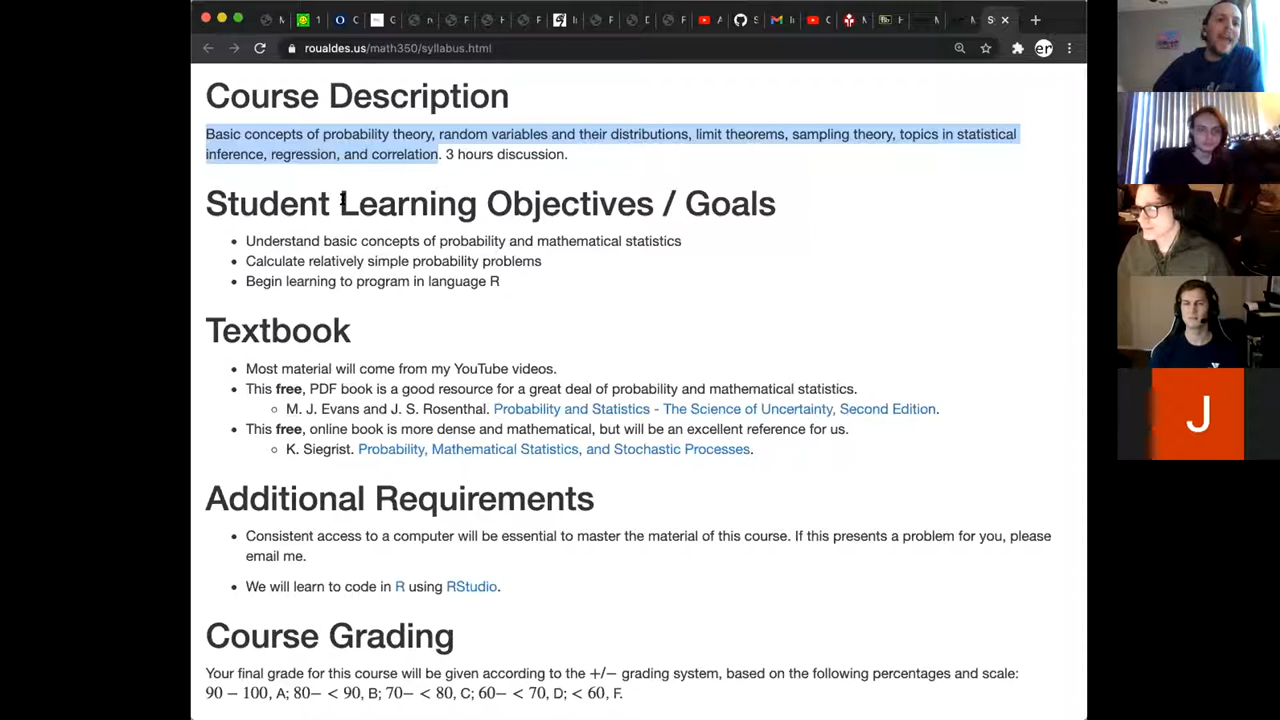 roualdes.us/math350/syllabus.html
er
Course Description
Basic concepts of probability theory, random variables and their distributions, limit theorems, sampling theory, topics in statistical
inference, regression, and correlation. 3 hours discussion.
Student Learning Objectives / Goals
• Understand basic concepts of probability and mathematical statistics
• Calculate relatively simple probability problems
• Begin learning to program in language R
Textbook
• Most material will come from my YouTube videos.
• This free, PDF book is a good resource for a great deal of probability and mathematical statistics.
◦ M. J. Evans and J. S. Rosenthal. Probability and Statistics - The Science of Uncertainty, Second Edition.
• This free, online book is more dense and mathematical, but will be an excellent reference for us.
◦ K. Siegrist. Probability, Mathematical Statistics, and Stochastic Processes.
Additional Requirements
• Consistent access to a computer will be essential to master the material of this course. If this presents a problem for you, please
email me.
• We will learn to code in R using RStudio.
Course Grading
Your final grade for this course will be given according to the +/− grading system, based on the following percentages and scale:
90 − 100, A; 80− < 90, B; 70− < 80, C; 60− < 70, D; < 60, F.
J